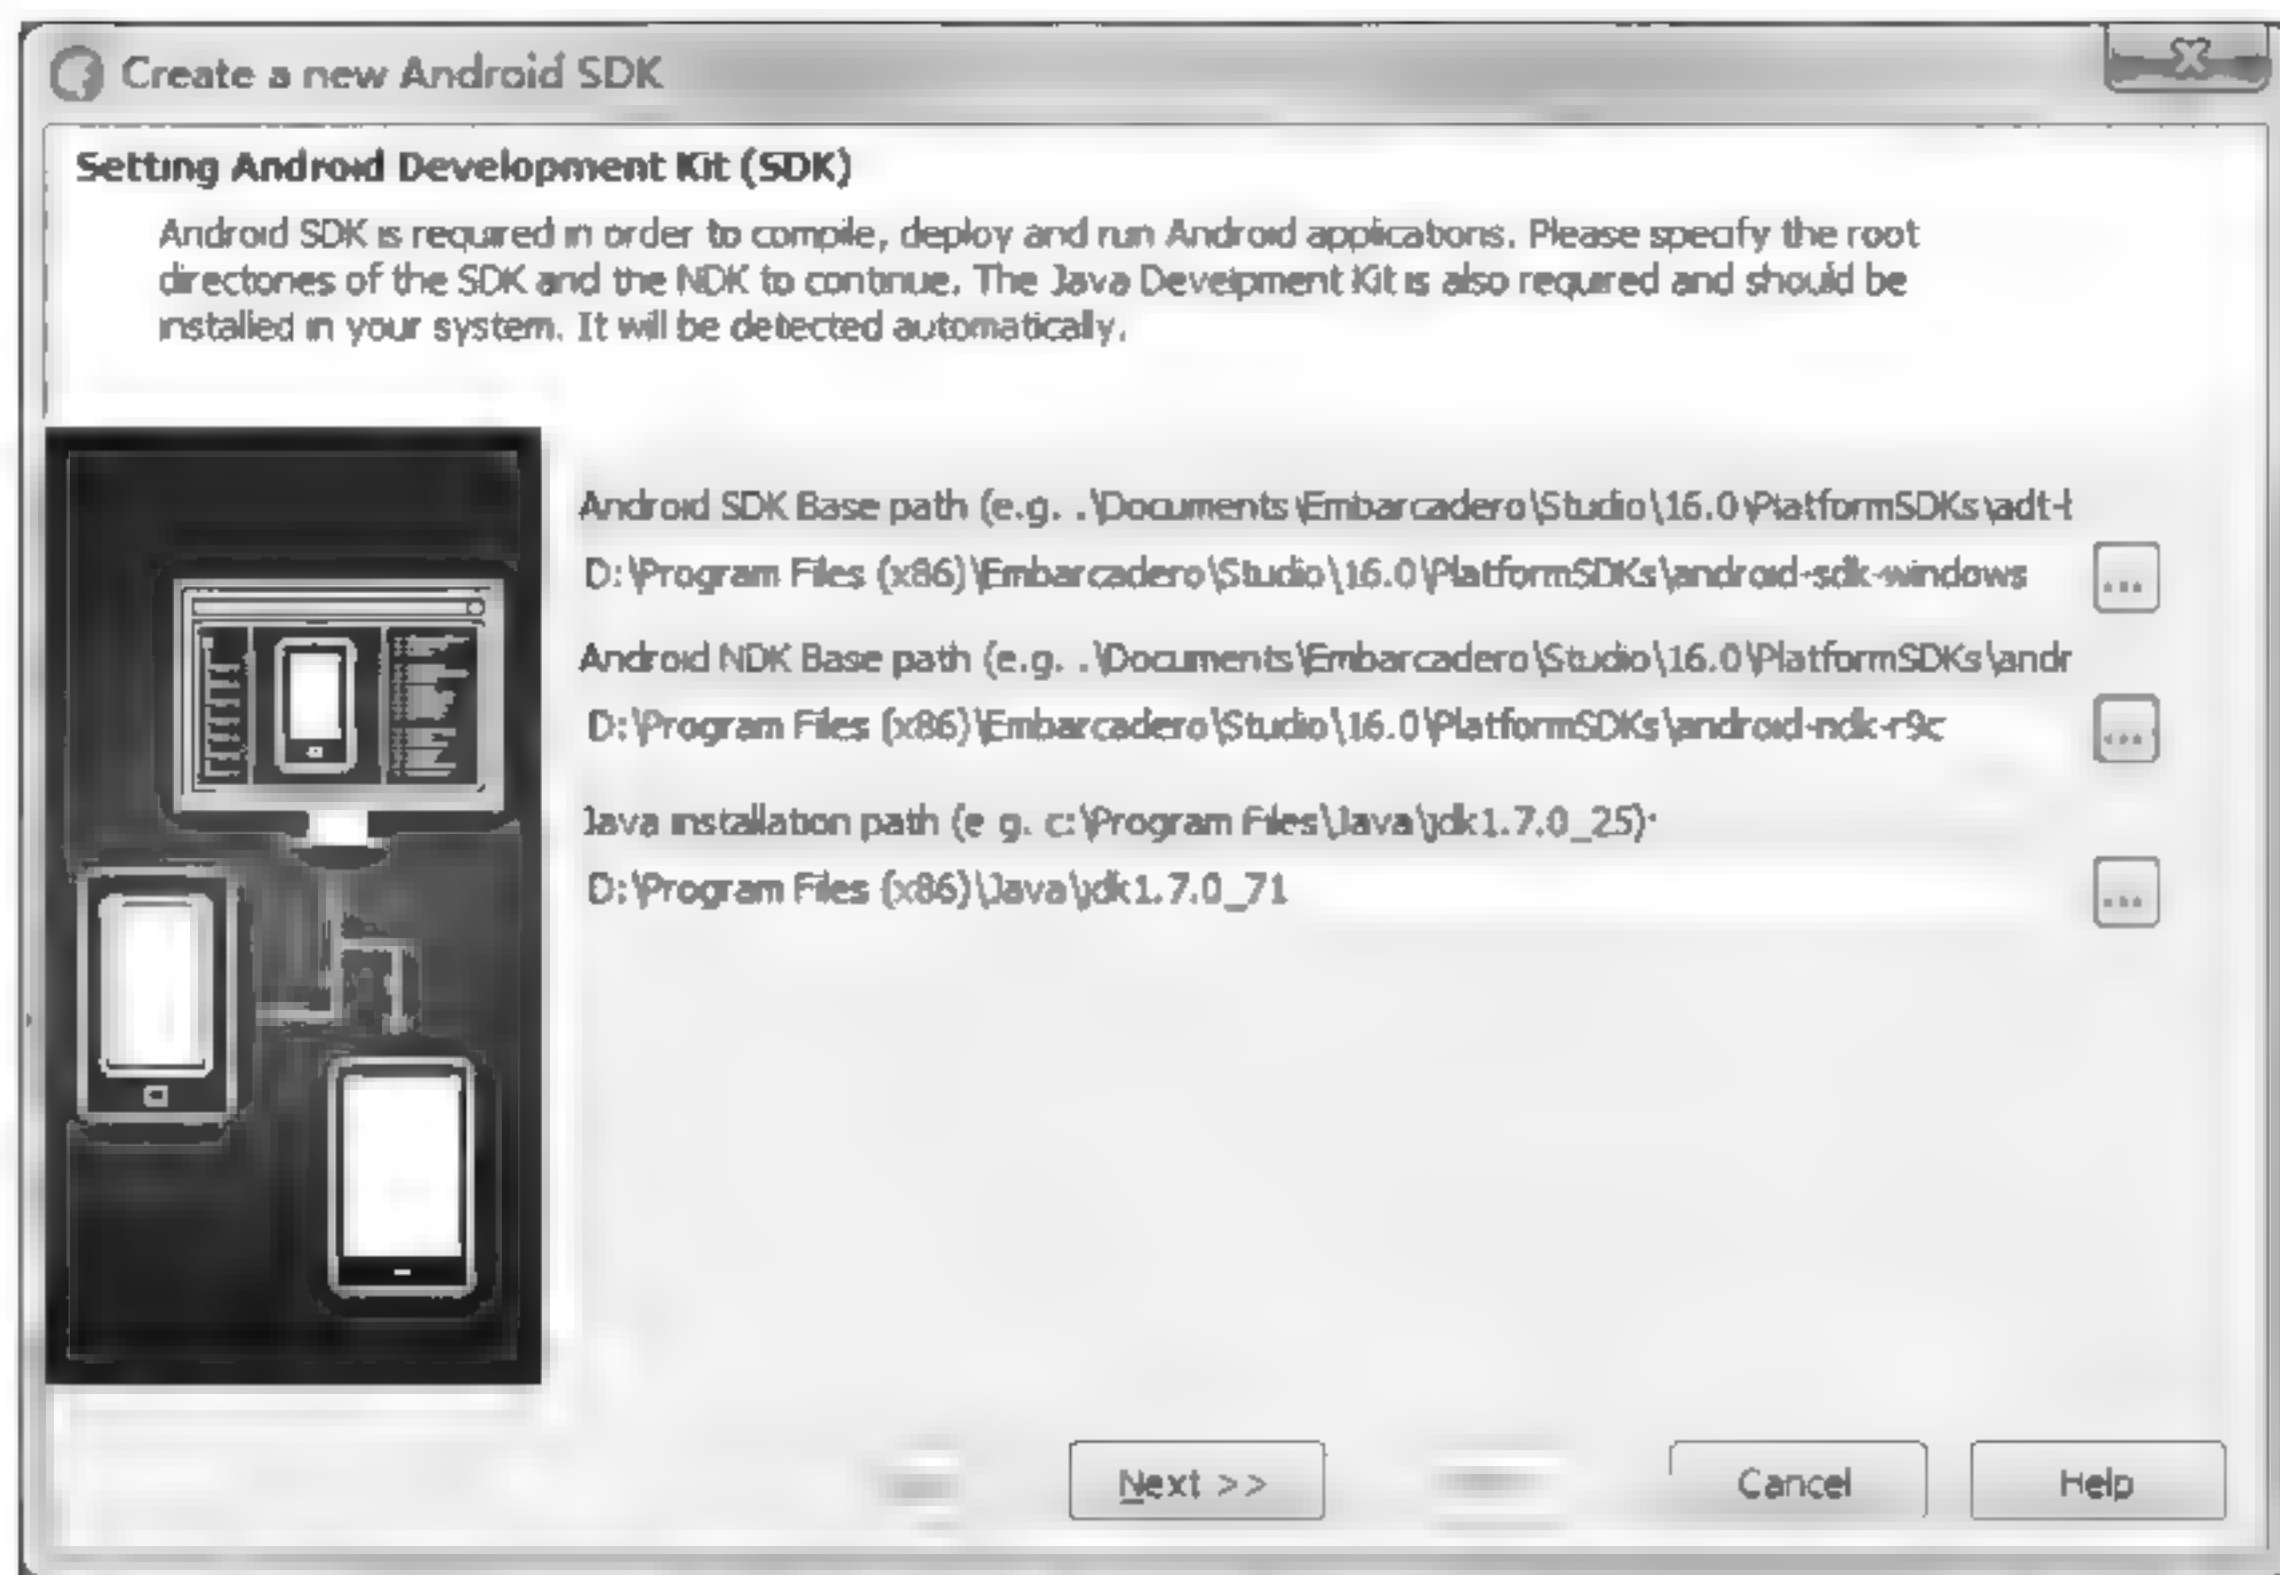 Create a new Android SDK
Setting Android Development Kit (SDK)
Android SDK is required in order to compile, deploy and run Android applications. Please specify the root
directories of the SDK and the NDK to continue. The Java Develpment Kit is also required and should be
installed in your system. It will be detected automatically.
Android SDK Base path (e.g. .\Documents\Embarcadero\Studio\16.0\PlatformSDKs\adt-
D:\Program Files (x86)\Embarcadero\Studio\16.0\PlatformSDKs\android-sdk-windows
...
Android NDK Base path (e.g. .\Documents\Embarcadero\Studio\16.0\PlatformSDKs\andr
D:\Program Files (x86)\Embarcadero\Studio\16.0\PlatformSDKs\android-ndk-r9c
...
Java installation path (e.g. c:\Program Files\Java\jdk1.7.0_25):
D:\Program Files (x86)\Java\jdk1.7.0_71
...
Next >>
Cancel
Help